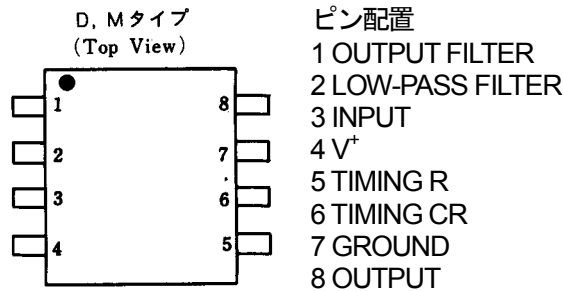 D, Mタイプ
(Top View)
1
2
3
4
8
7
6
5
ピン配置
1 OUTPUT FILTER
2 LOW-PASS FILTER
3 INPUT
4 V⁺
5 TIMING R
6 TIMING CR
7 GROUND
8 OUTPUT